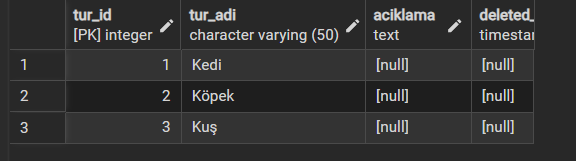 tur_id tur_adi aciklama deleted_
[PK] integer character varying (50) text timestar
1 1 Kedi [null] [null]
2 2 Köpek [null] [null]
3 3 Kuş [null] [null]